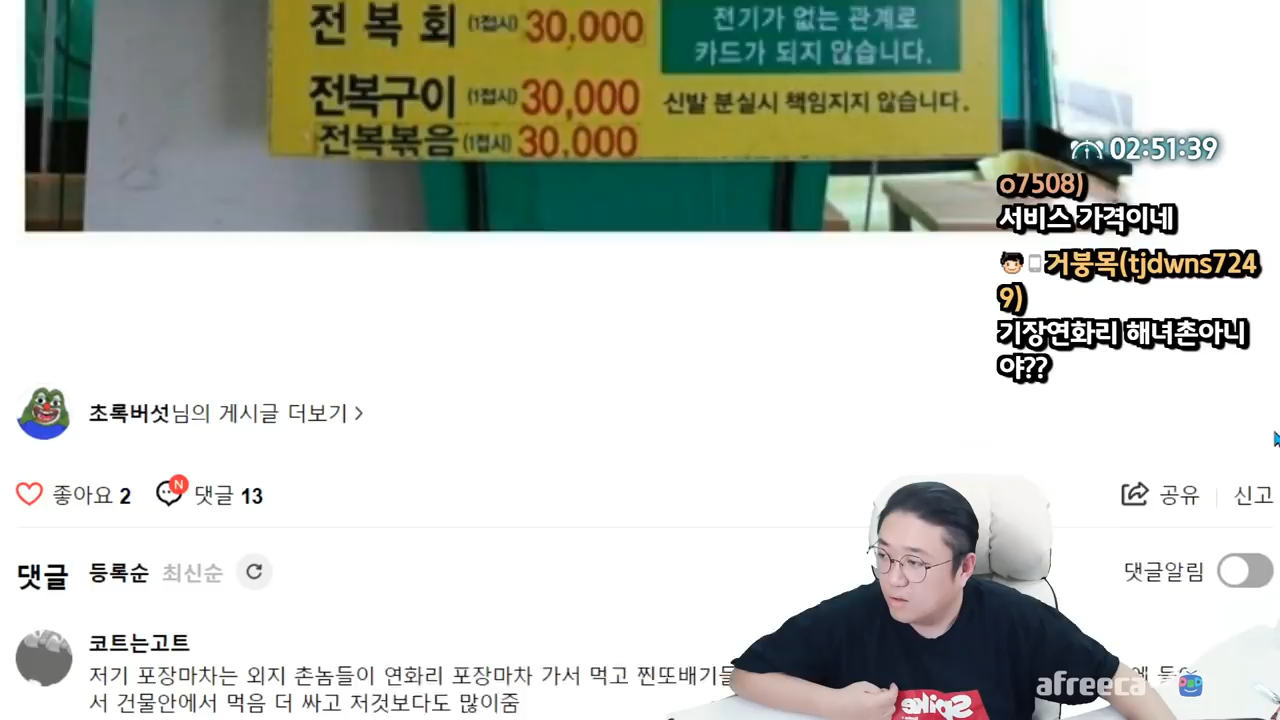 전 복 회 (1접시) 30,000
전기가 없는 관계로
카드가 되지 않습니다.
전복구이 (1접시) 30,000
신발 분실시 책임지지 않습니다.
전복볶음 (1접시) 30,000
02:51:39
o7508)
서비스 가격이네
거붕목(tjdwns724
9)
기장연화리 해녀촌아니
야??
초록버섯님의 게시글 더보기 >
좋아요 2 N 댓글 13
공유 신고
댓글 등록순 최신순
댓글알림
코트는고트
저기 포장마차는 외지 촌놈들이 연화리 포장마차 가서 먹고 찐또배기들
서 건물안에서 먹음 더 싸고 저것보다도 많이줌
Spike
afreeca